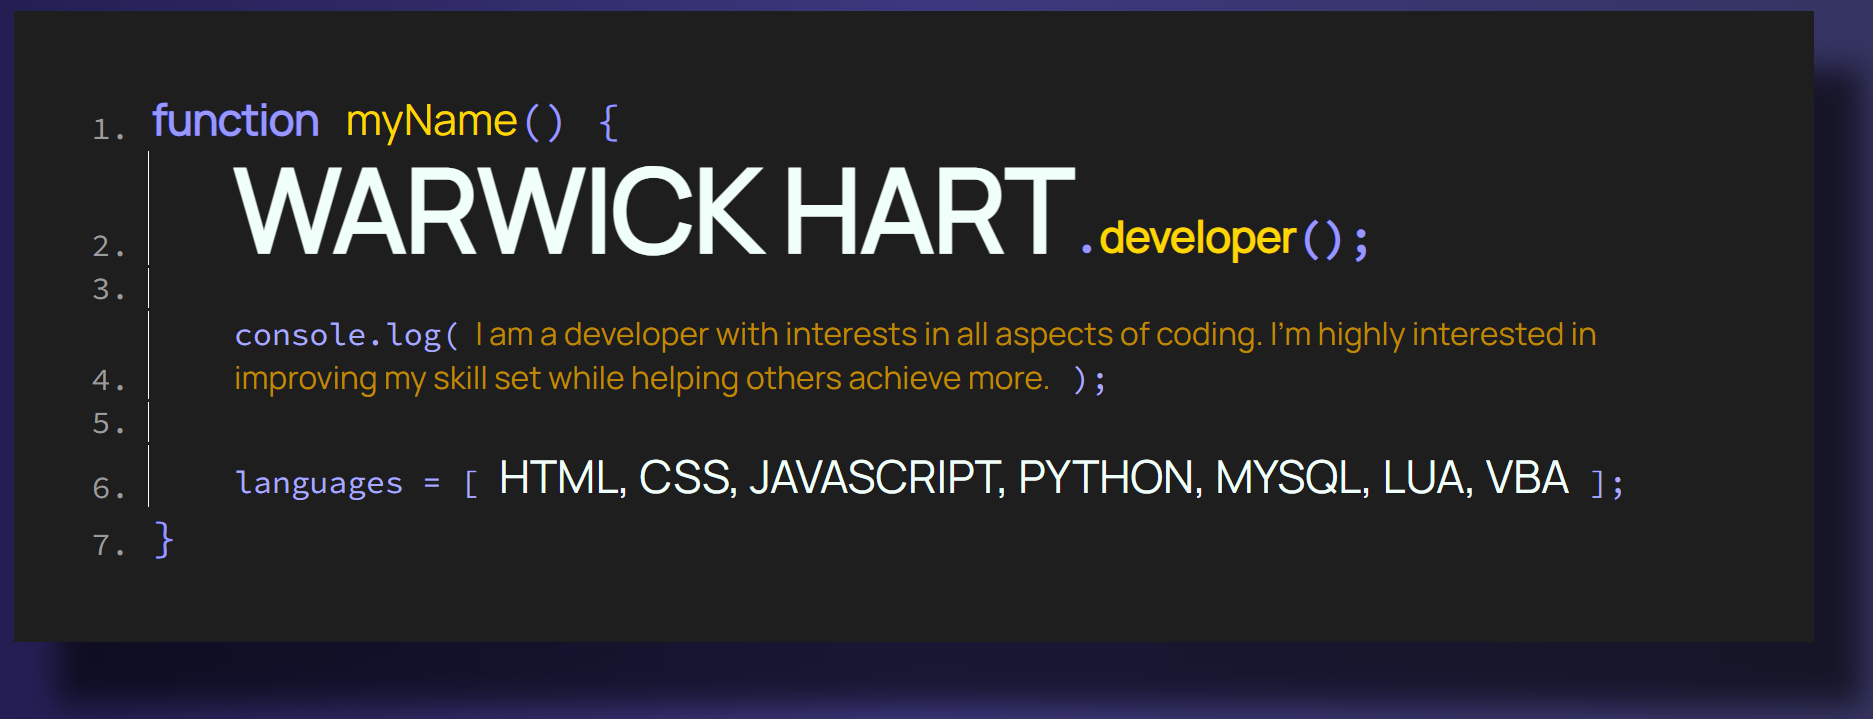 1. function myName() {
2. WARWICK HART.developer();
3.
console.log( I am a developer with interests in all aspects of coding. I'm highly interested in
4. improving my skill set while helping others achieve more. );
5.
6. languages = [ HTML, CSS, JAVASCRIPT, PYTHON, MYSQL, LUA, VBA ];
7. }